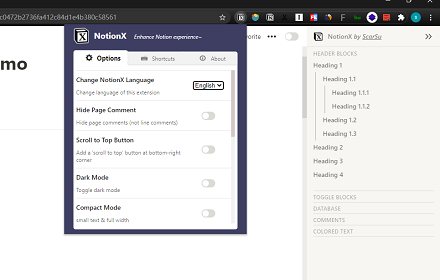 c0472b2736fa412c84d1e4b380c58561
NotionX
Enhance Notion experience~
Options
Shortcuts
About
Change NotionX Language
Change language of this extension
English
Hide Page Comment
Hide page comments (not line comments)
Scroll to Top Button
Add a 'scroll to top' button at bottom-right
corner
Dark Mode
Toggle dark mode
Compact Mode
small text & full width
mo
vorite
NotionX by ScarSu
HEADER BLOCKS
Heading 1
Heading 1.1
Heading 1.1.1
Heading 1.1.2
Heading 1.2
Heading 1.3
Heading 2
Heading 3
Heading 4
TOGGLE BLOCKS
DATABASE
COMMENTS
COLORED TEXT